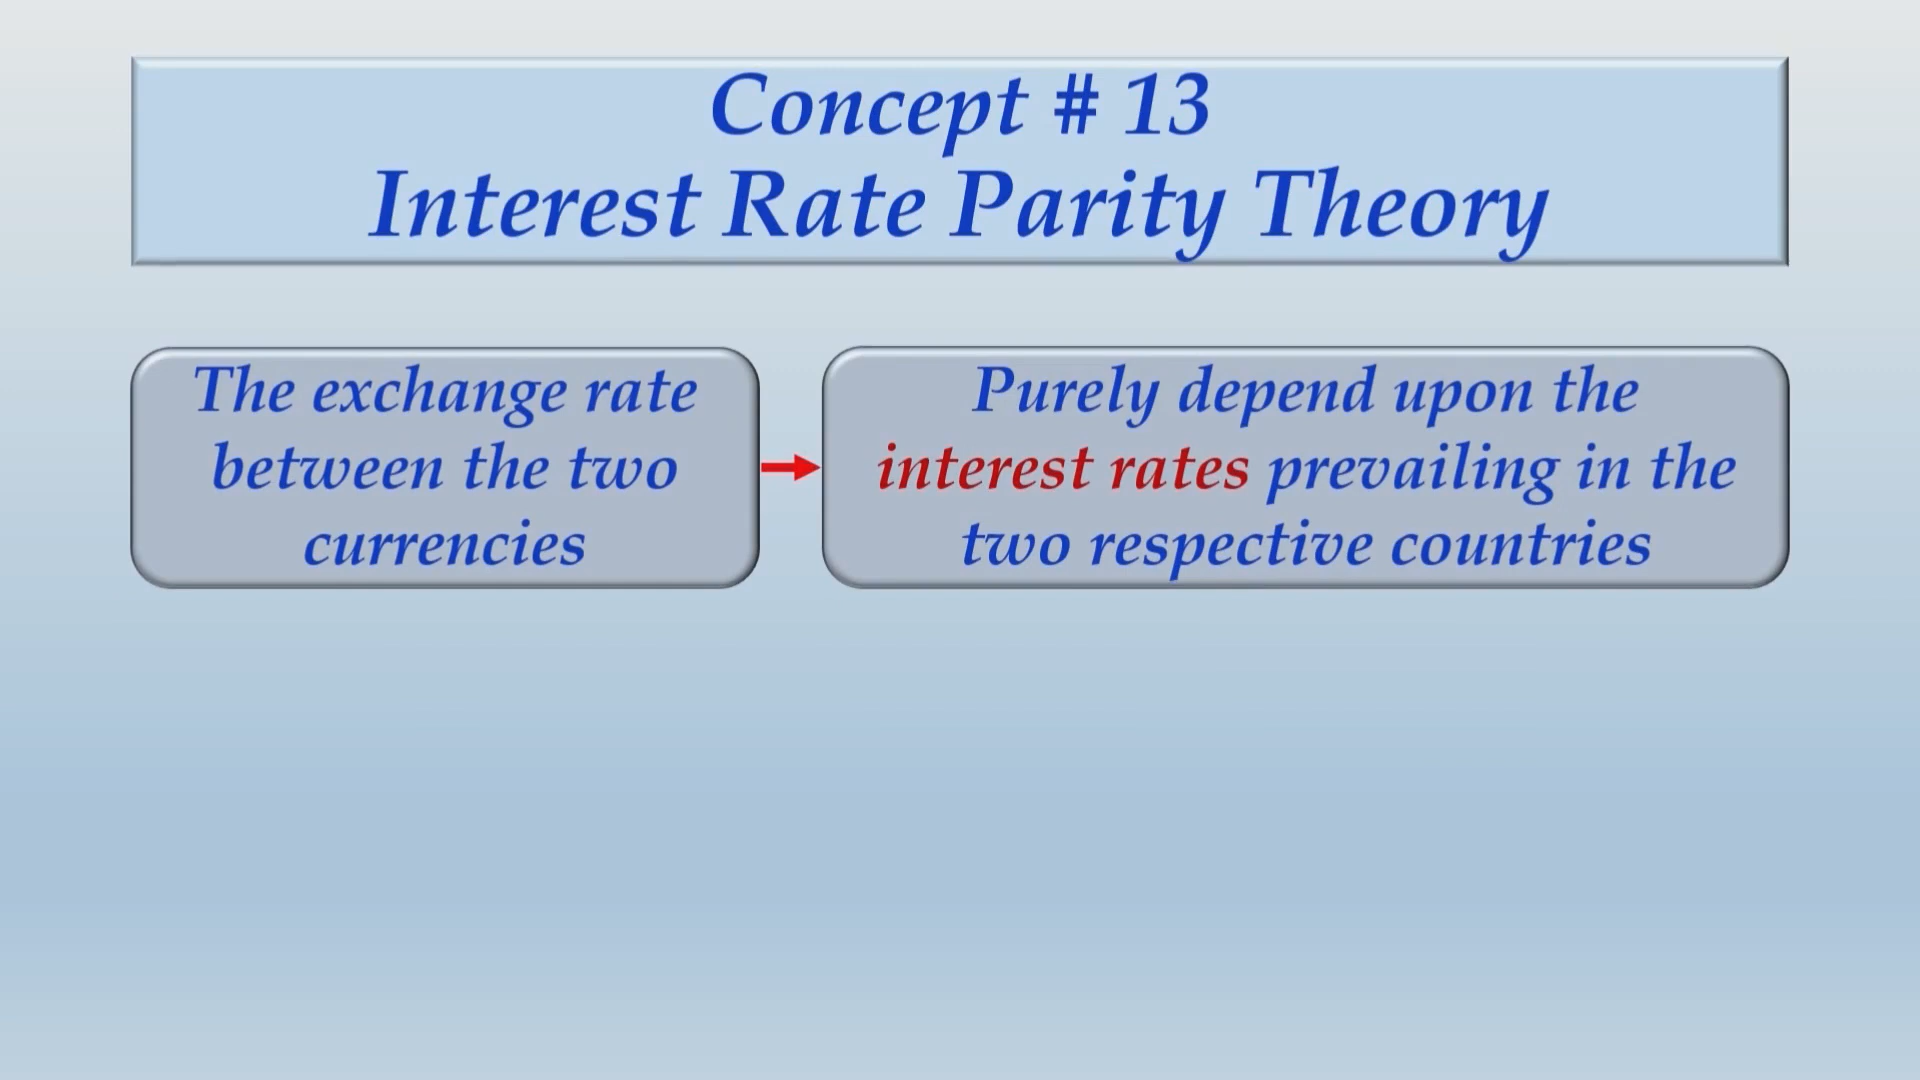 Concept # 13
Interest Rate Parity Theory
The exchange rate
between the two
currencies
Purely depend upon the
interest rates prevailing in the
two respective countries